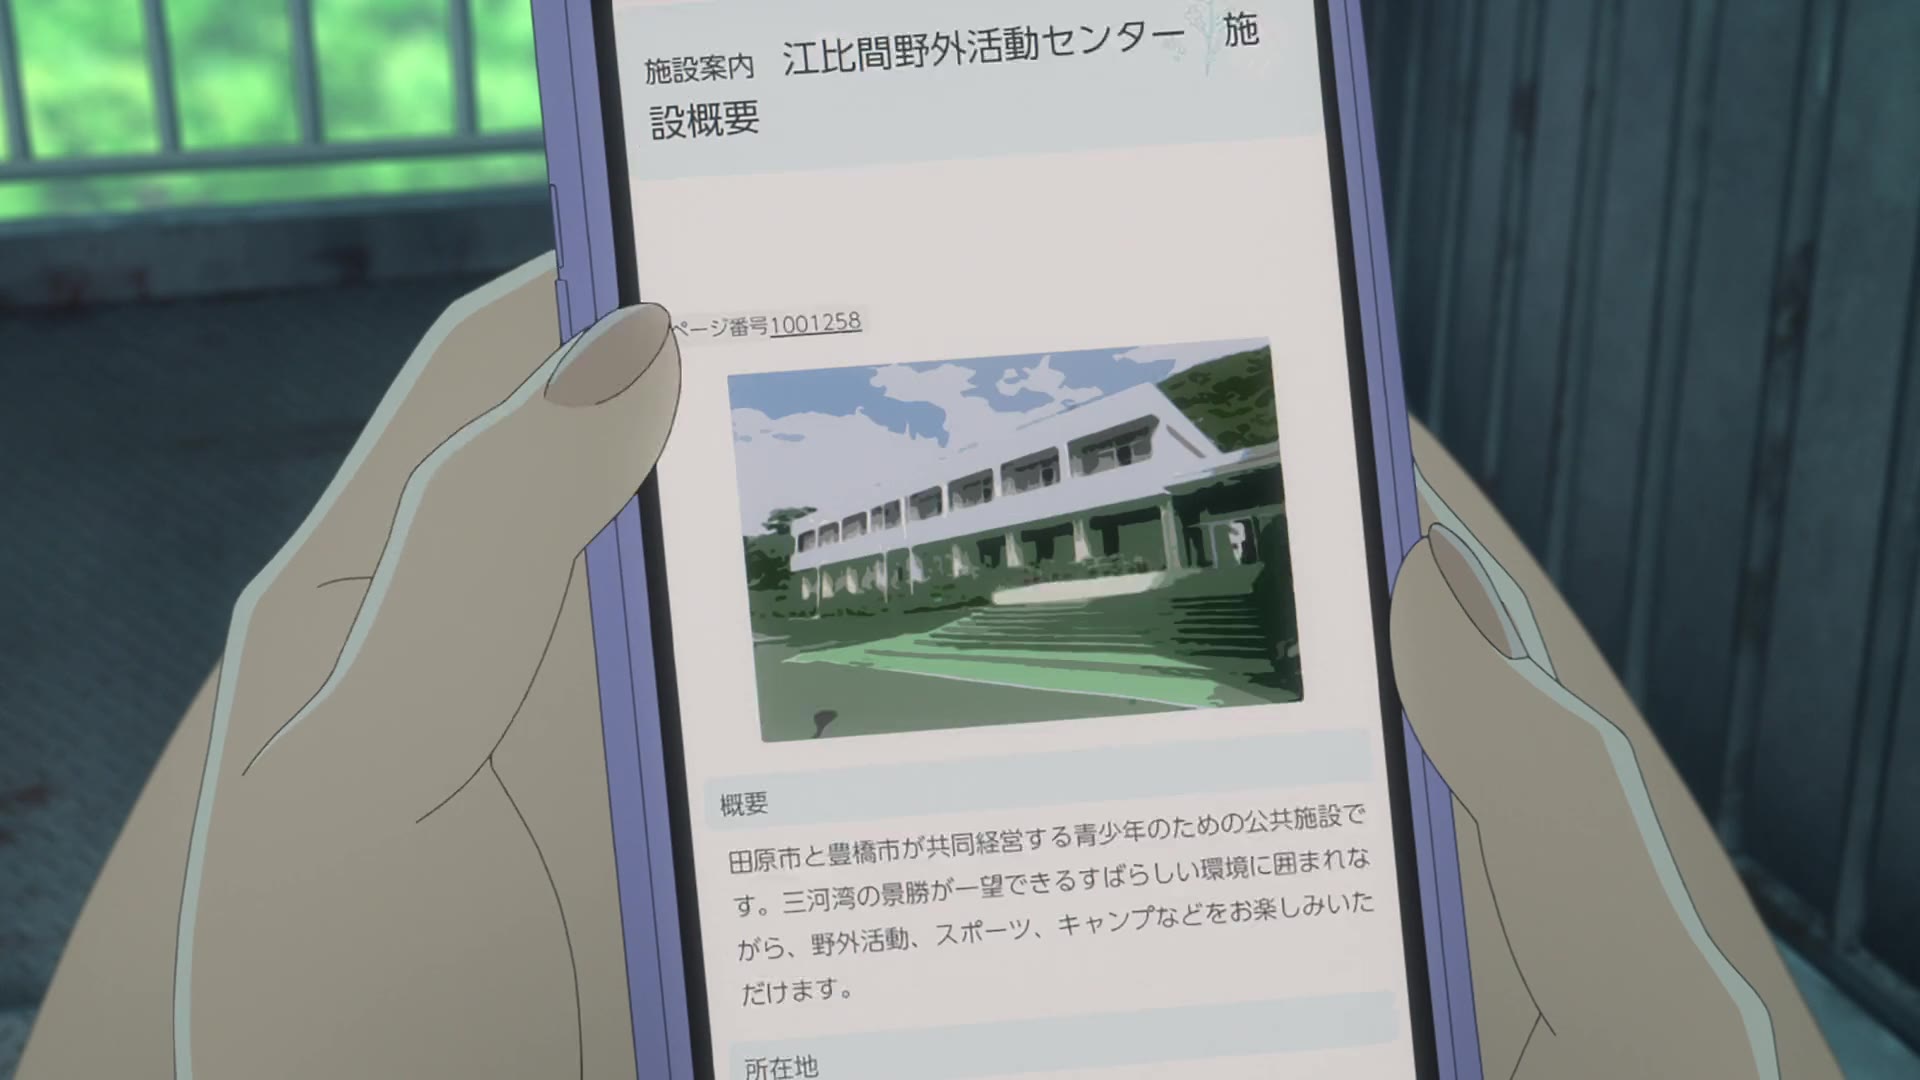 施設案内　江比間野外活動センター　施
設概要
ページ番号1001258
概要
田原市と豊橋市が共同経営する青少年のための公共施設で
す。三河湾の景勝が一望できるすばらしい環境に囲まれな
がら、野外活動、スポーツ、キャンプなどをお楽しみいた
だけます。
所在地